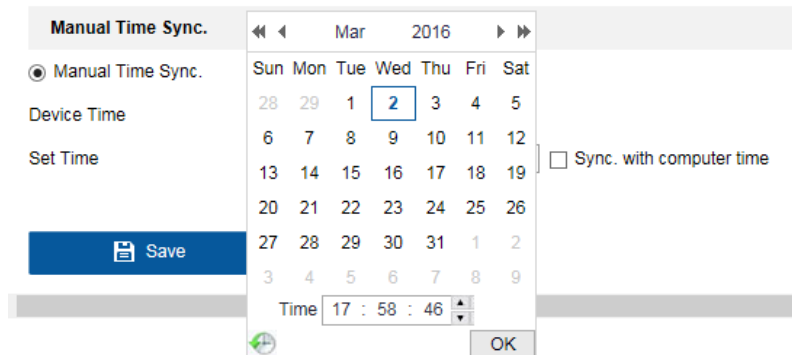 Manual Time Sync.
Mar 2016
Manual Time Sync.
Sun Mon Tue Wed Thu Fri Sat
Device Time
28 29 1 2 3 4 5
6 7 8 9 10 11 12
Set Time
Sync. with computer time
13 14 15 16 17 18 19
20 21 22 23 24 25 26
Save
27 28 29 30 31 1 2
3 4 5 6 7 8 9
Time 17 : 58 : 46
OK